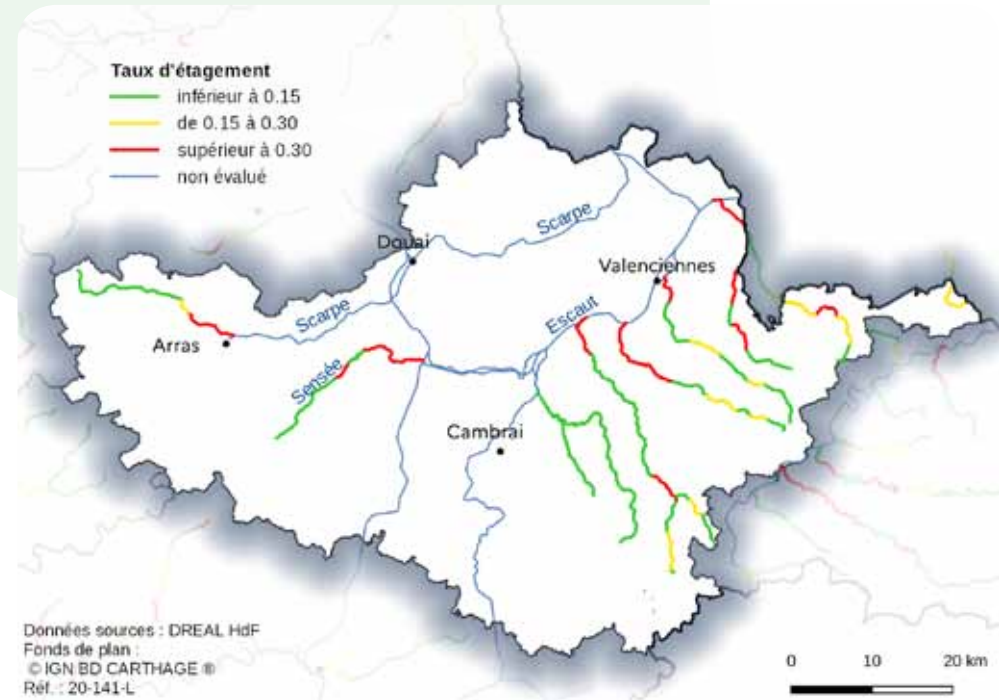 Taux d'étagement
inférieur à 0.15
de 0.15 à 0.30
supérieur à 0.30
non évalué
Scarpe
Douai
Valenciennes
Scarpe
Escaut
Arras
Sensée
Cambrai
Données sources : DREAL HdF
Fonds de plan :
© IGN BD CARTHAGE ®
Réf. : 20-141-L
0 10 20 km